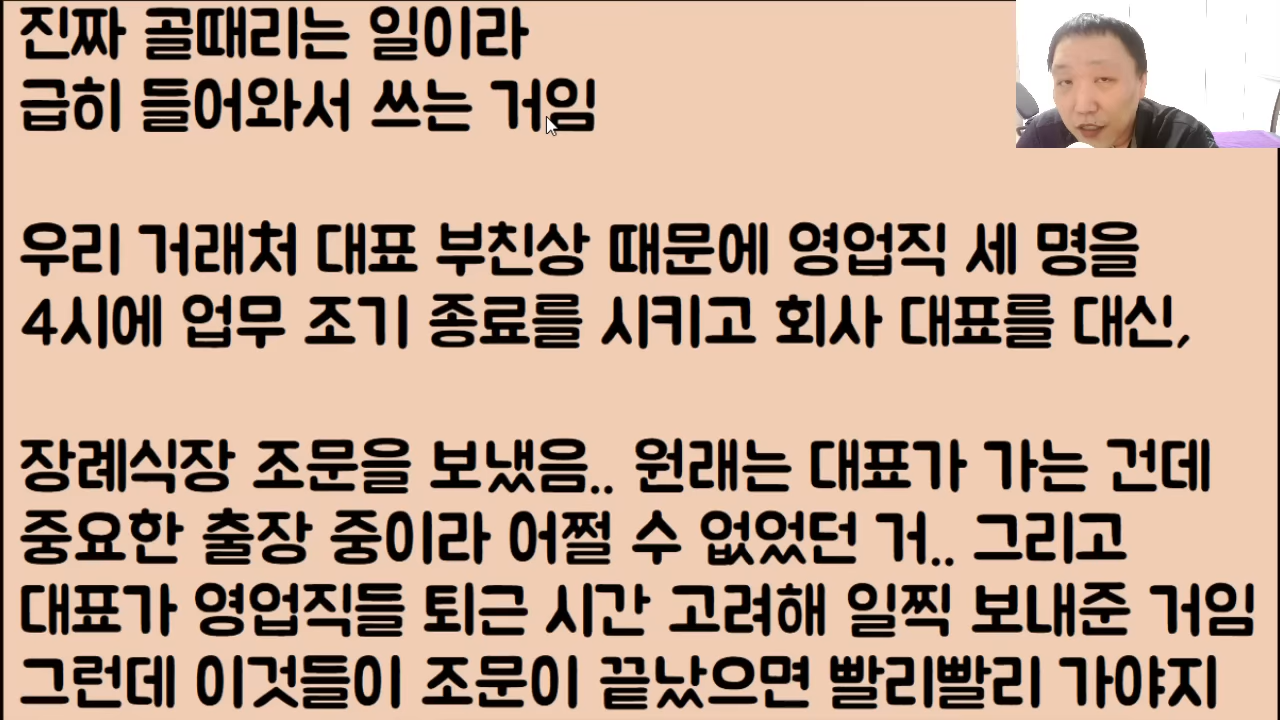 진짜 골때리는 일이라
급히 들어와서 쓰는 거임
우리 거래처 대표 부친상 때문에 영업직 세 명을
4시에 업무 조기 종료를 시키고 회사 대표를 대신,
장례식장 조문을 보냈음.. 원래는 대표가 가는 건데
중요한 출장 중이라 어쩔 수 없었던 거.. 그리고
대표가 영업직들 퇴근 시간 고려해 일찍 보내준 거임
그런데 이것들이 조문이 끝났으면 빨리빨리 가야지